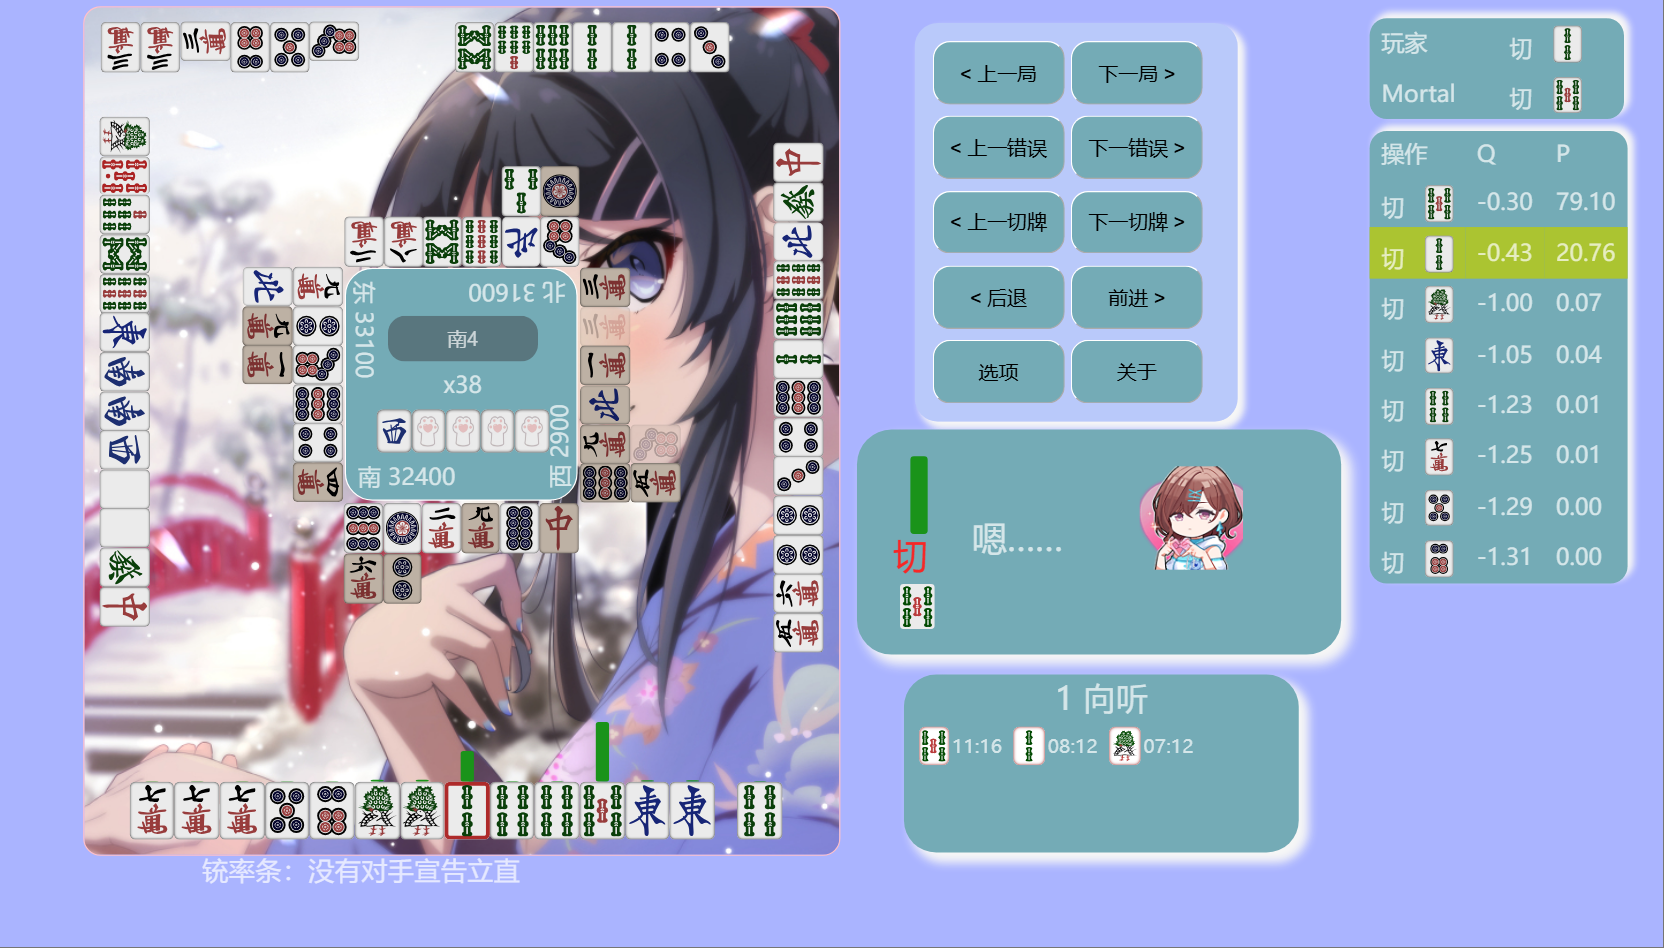 < 上一局
下一局 >
< 上一错误
下一错误 >
< 上一切牌
下一切牌 >
< 后退
前进 >
选项
关于
玩家 切
Mortal 切
操作 Q P
切 -0.30 79.10
切 -0.43 20.76
切 -1.00 0.07
切 -1.05 0.04
切 -1.23 0.01
切 -1.25 0.01
切 -1.29 0.00
切 -1.31 0.00
北 31600
东 33100
南4
x38
西 2900
南 32400
切
嗯......
1 向听
11:16 08:12 07:12
铳率条：没有对手宣告立直